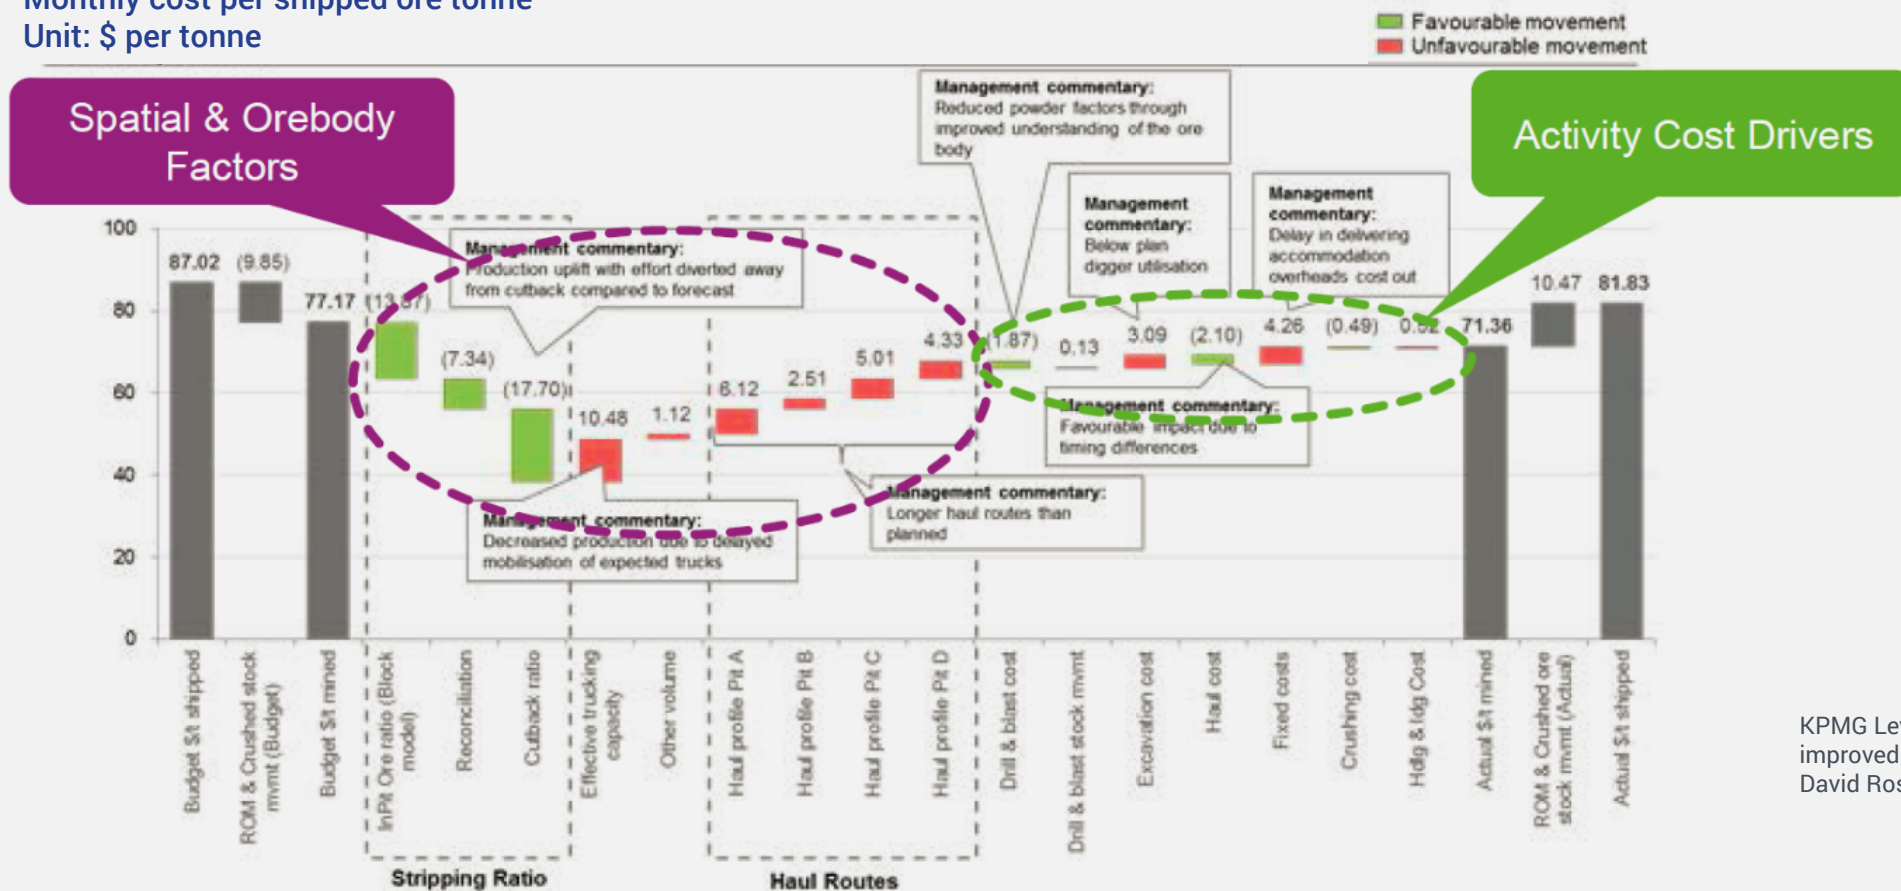 Monthly cost per shipped ore tonne
Unit: $ per tonne
Favourable movement
Unfavourable movement
Spatial & Orebody
Factors
Activity Cost Drivers
Management commentary:
Reduced powder factors through
improved understanding of the ore
body
Management
commentary:
Below plan
digger utilisation
Management
commentary:
Delay in delivering
accommodation
overheads cost out
Management commentary:
Production uplift with effort diverted away
from cutback compared to forecast
Management commentary:
Favourable impact due to
timing differences
Management commentary:
Longer haul routes than
planned
Management commentary:
Decreased production due to delayed
mobilisation of expected trucks
100
80
60
40
20
0
87.02
(9.85)
77.17
(7.34)
(17.70)
10.48
1.12
6.12
2.51
5.01
4.33
(1.87)
0.13
3.09
(2.10)
4.26
(0.49)
71.36
10.47
81.83
Budget $/t shipped
ROM & Crushed stock
mvmt (Budget)
Budget $/t mined
InPit Ore ratio (Block
model)
Reconciliation
Cutback ratio
Effective trucking
capacity
Other volume
Haul profile Pit A
Haul profile Pit B
Haul profile Pit C
Haul profile Pit D
Drill & blast cost
Drill & blast stock mvmt
Excavation cost
Haul cost
Fixed costs
Crushing cost
Hdlg & ldg Cost
Actual $/t mined
ROM & Crushed ore
stock mvmt (Actual)
Actual $/t shipped
Stripping Ratio
Haul Routes
KPMG
improved
David